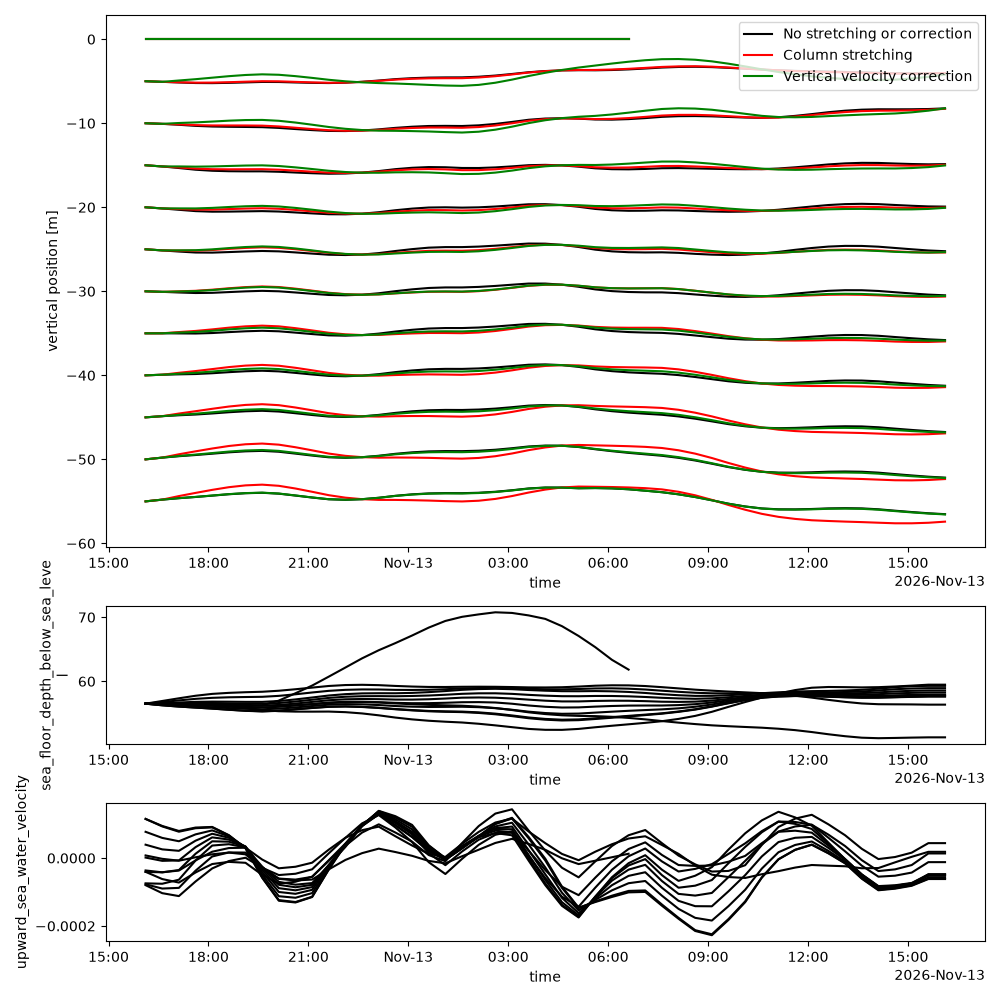 No stretching or correction
Column stretching
Vertical velocity correction
vertical position [m]
0
−10
−20
−30
−40
−50
−60
15:00 18:00 21:00 Nov-13 03:00 06:00 09:00 12:00 15:00
time
2026-Nov-13
sea_floor_depth_below_sea_leve
l
70
60
15:00 18:00 21:00 Nov-13 03:00 06:00 09:00 12:00 15:00
time
2026-Nov-13
upward_sea_water_velocity
0.0000
−0.0002
15:00 18:00 21:00 Nov-13 03:00 06:00 09:00 12:00 15:00
time
2026-Nov-13